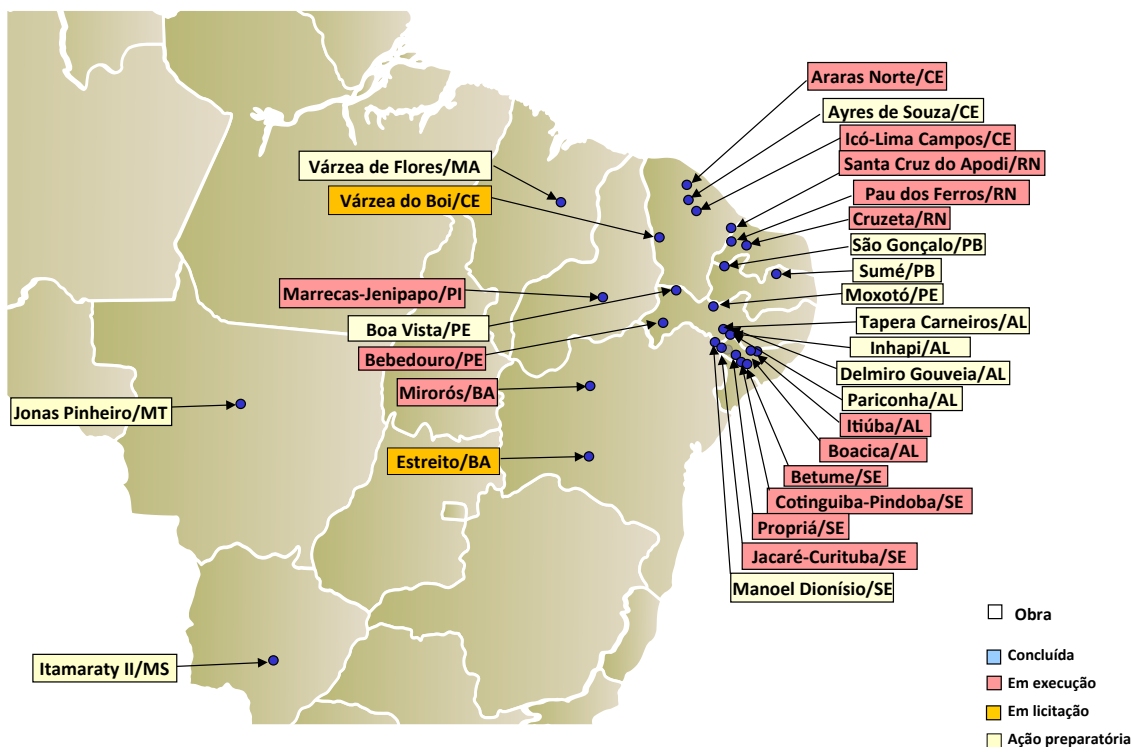 Araras Norte/CE
Ayres de Souza/CE
Icó-Lima Campos/CE
Santa Cruz do Apodi/RN
Várzea de Flores/MA
Pau dos Ferros/RN
Várzea do Boi/CE
Cruzeta/RN
São Gonçalo/PB
Sumé/PB
Marrecas-Jenipapo/PI
Moxotó/PE
Boa Vista/PE
Tapera Carneiros/AL
Inhapi/AL
Bebedouro/PE
Delmiro Gouveia/AL
Mirorós/BA
Pariconha/AL
Jonas Pinheiro/MT
Itiúba/AL
Boacica/AL
Estreito/BA
Betume/SE
Cotinguiba-Pindoba/SE
Propriá/SE
Jacaré-Curituba/SE
Manoel Dionísio/SE
Itamaraty II/MS
Obra
Concluída
Em execução
Em licitação
Ação preparatória